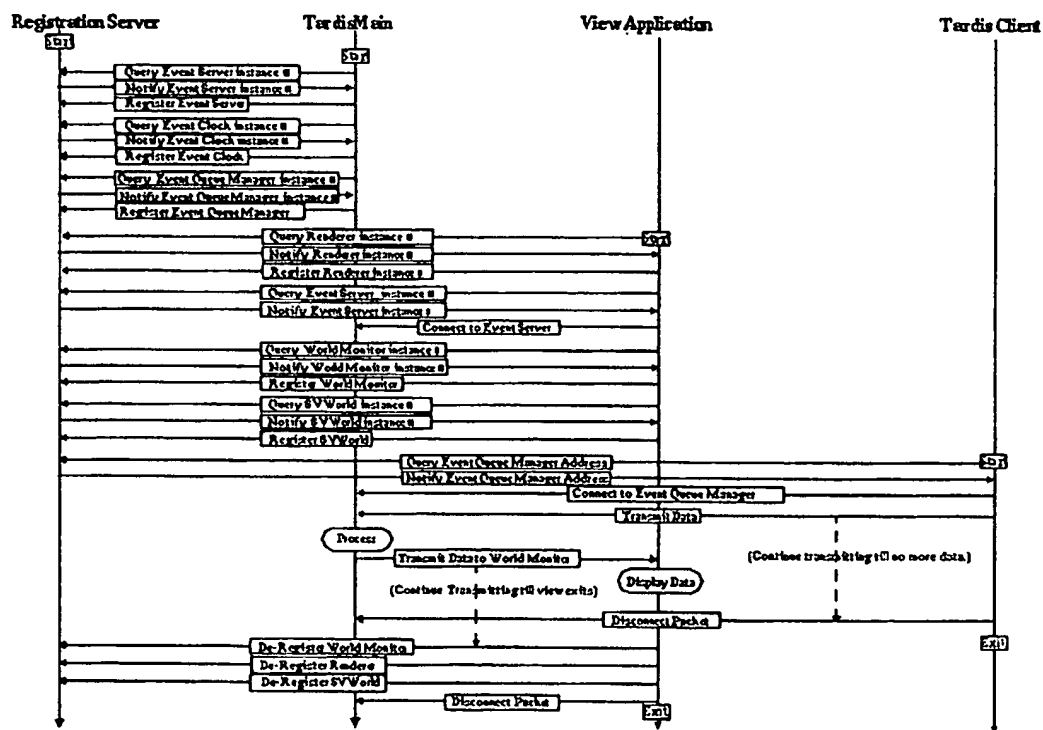 Registration Server
TardisMain
View Application
Tardis Client
Start
Start
Query Event Server Instance #
Notify Event Server Instance #
Register Event Server
Query Event Clock Instance #
Notify Event Clock Instance #
Register Event Clock
Query Event Queue Manager Instance #
Notify Event Queue Manager Instance #
Register Event Queue Manager
Query Renderer Instance #
Start
Notify Renderer Instance #
Register Renderer Instance #
Query Event Server Instance #
Notify Event Server Instance #
Connect to Event Server
Query World Monitor Instance #
Notify World Monitor Instance #
Register World Monitor
Query SVWorld Instance #
Notify SVWorld Instance #
Register SVWorld
Query Event Queue Manager Address
Start
Notify Event Queue Manager Address
Connect to Event Queue Manager
Transmit Data
Process
Transmit Data to World Monitor
(Continue transmitting till no more data.)
Display Data
(Continue Transmitting till view exits)
Disconnect Packet
De-Register World Monitor
Exit
De-Register Renderer
De-Register SVWorld
Disconnect Packet
Exit